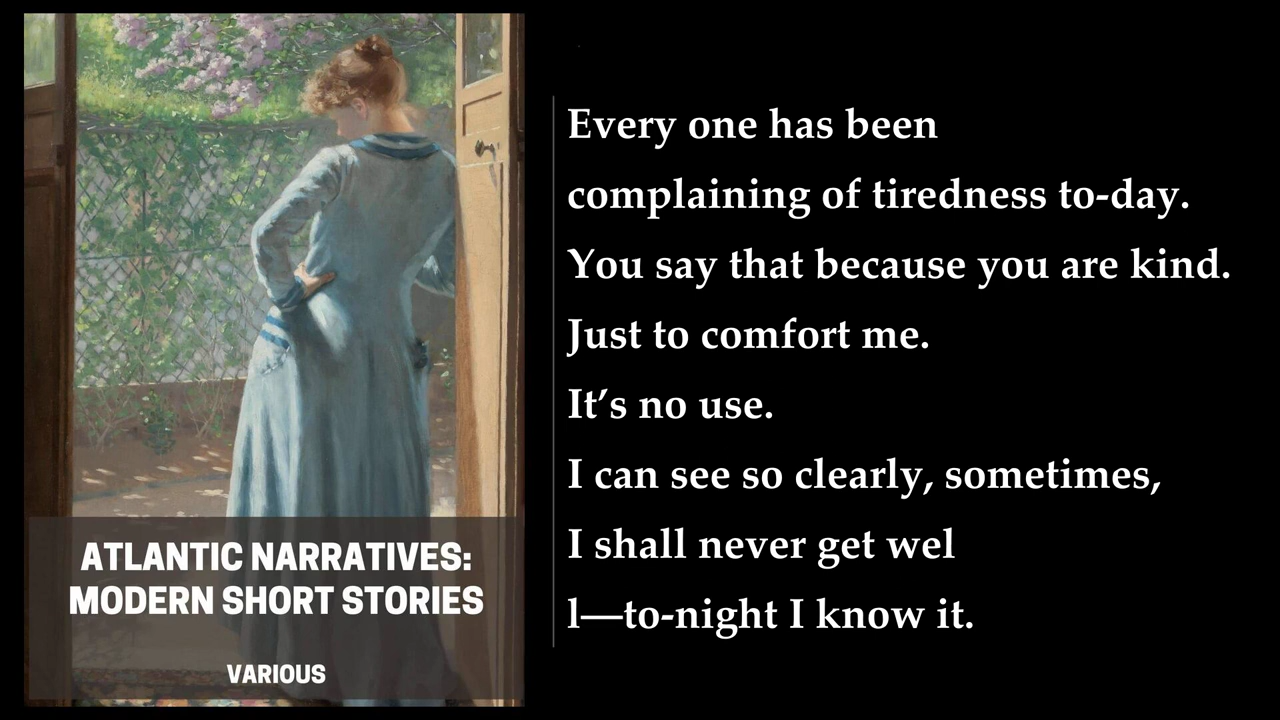 ATLANTIC NARRATIVES:
MODERN SHORT STORIES
VARIOUS
Every one has been
complaining of tiredness to-day.
You say that because you are kind.
Just to comfort me.
It’s no use.
I can see so clearly, sometimes,
I shall never get wel
l—to-night I know it.